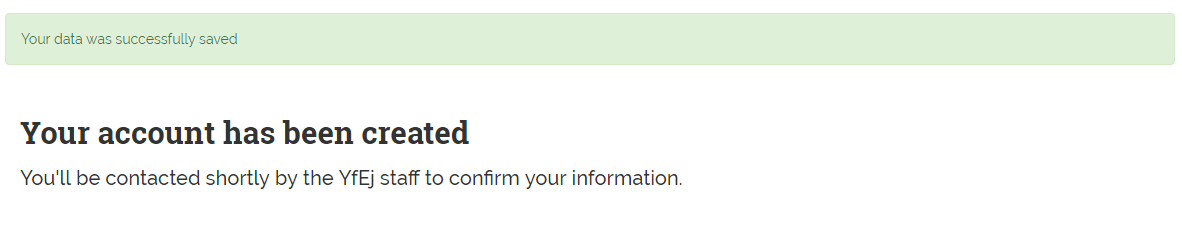 Your data was successfully saved
Your account has been created
You'll be contacted shortly by the YfEj staff to confirm your information.